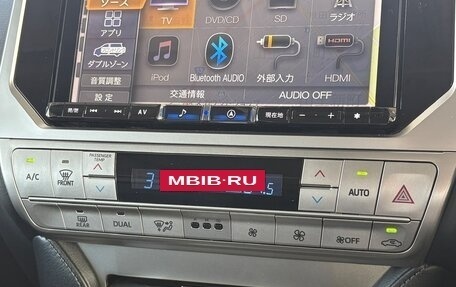 ソース
TV
DVD/CD
SD
ラジオ
アプリ
ダブルゾーン
iPod
Bluetooth AUDIO
外部入力
HDMI
音質調整
設定
交通情報
AUDIO OFF
AV
現在地
PASSENGER TEMP
A/C
FRONT
MBIB-RU
AUTO
REAR
DUAL
OFF